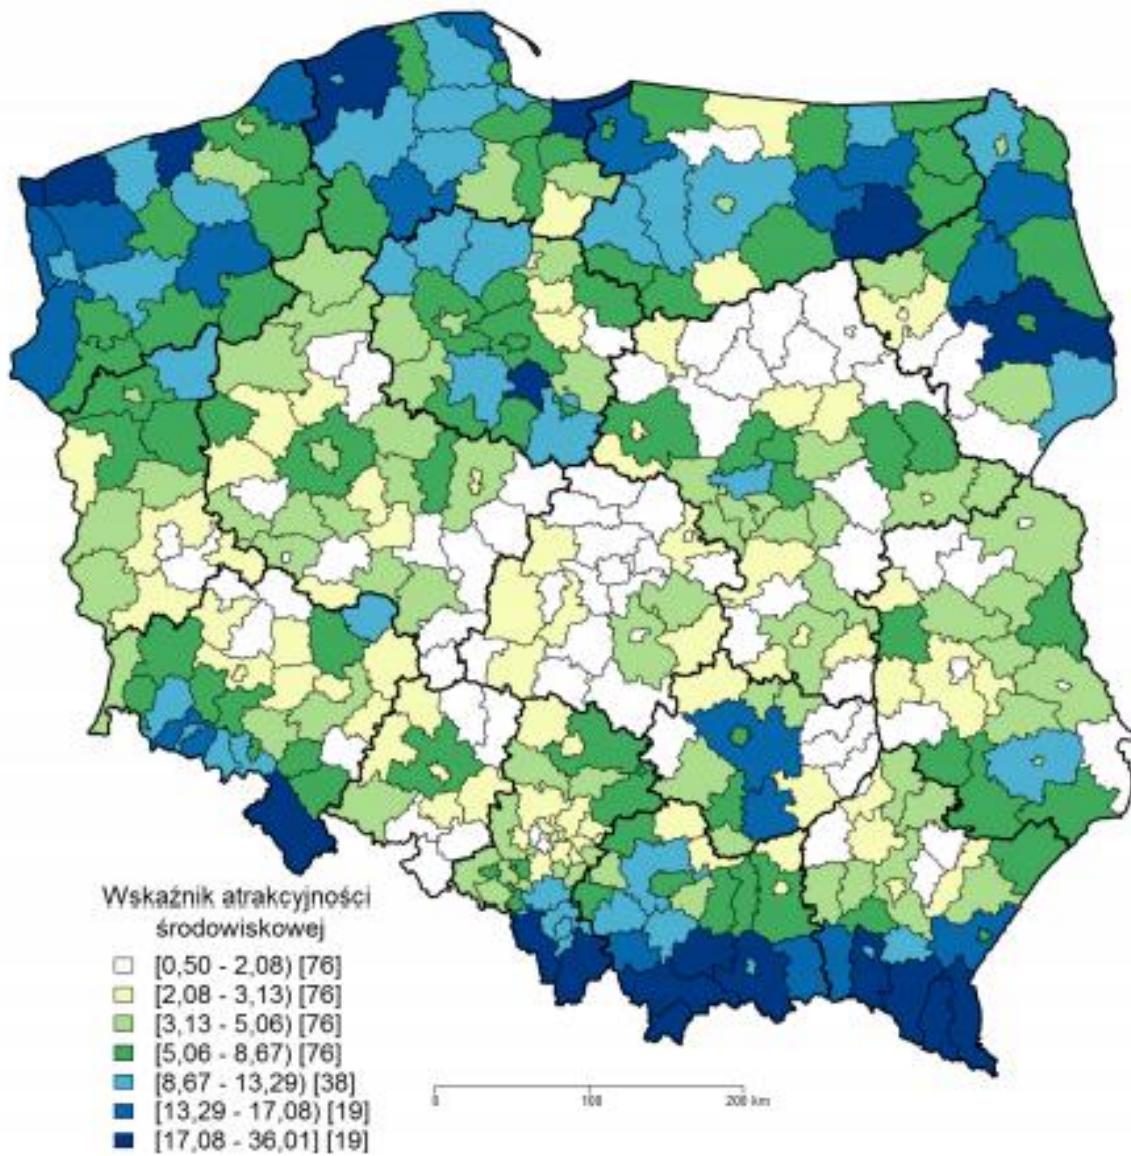 Wskaźnik atrakcyjności
środowiskowej
[0,50 - 2,08) [76]
[2,08 - 3,13) [76]
[3,13 - 5,06) [76]
[5,06 - 8,67) [76]
[8,67 - 13,29) [38]
[13,29 - 17,08) [19]
[17,08 - 36,01] [19]
0 100 200 km